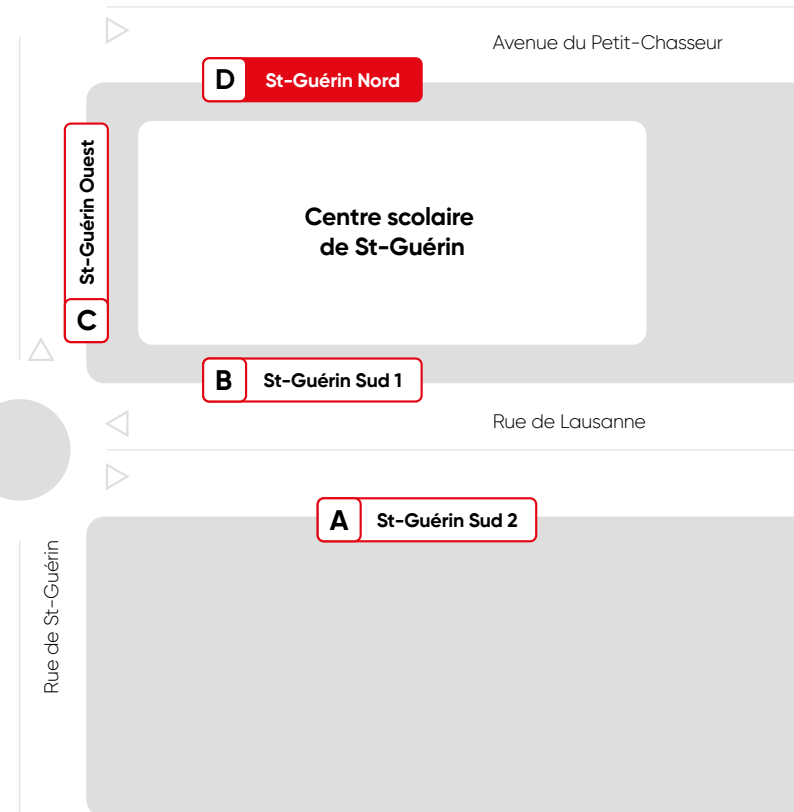 Avenue du Petit-Chasseur
D St-Guérin Nord
St-Guérin Ouest
C
Centre scolaire
de St-Guérin
B St-Guérin Sud 1
Rue de Lausanne
A St-Guérin Sud 2
Rue de St-Guérin